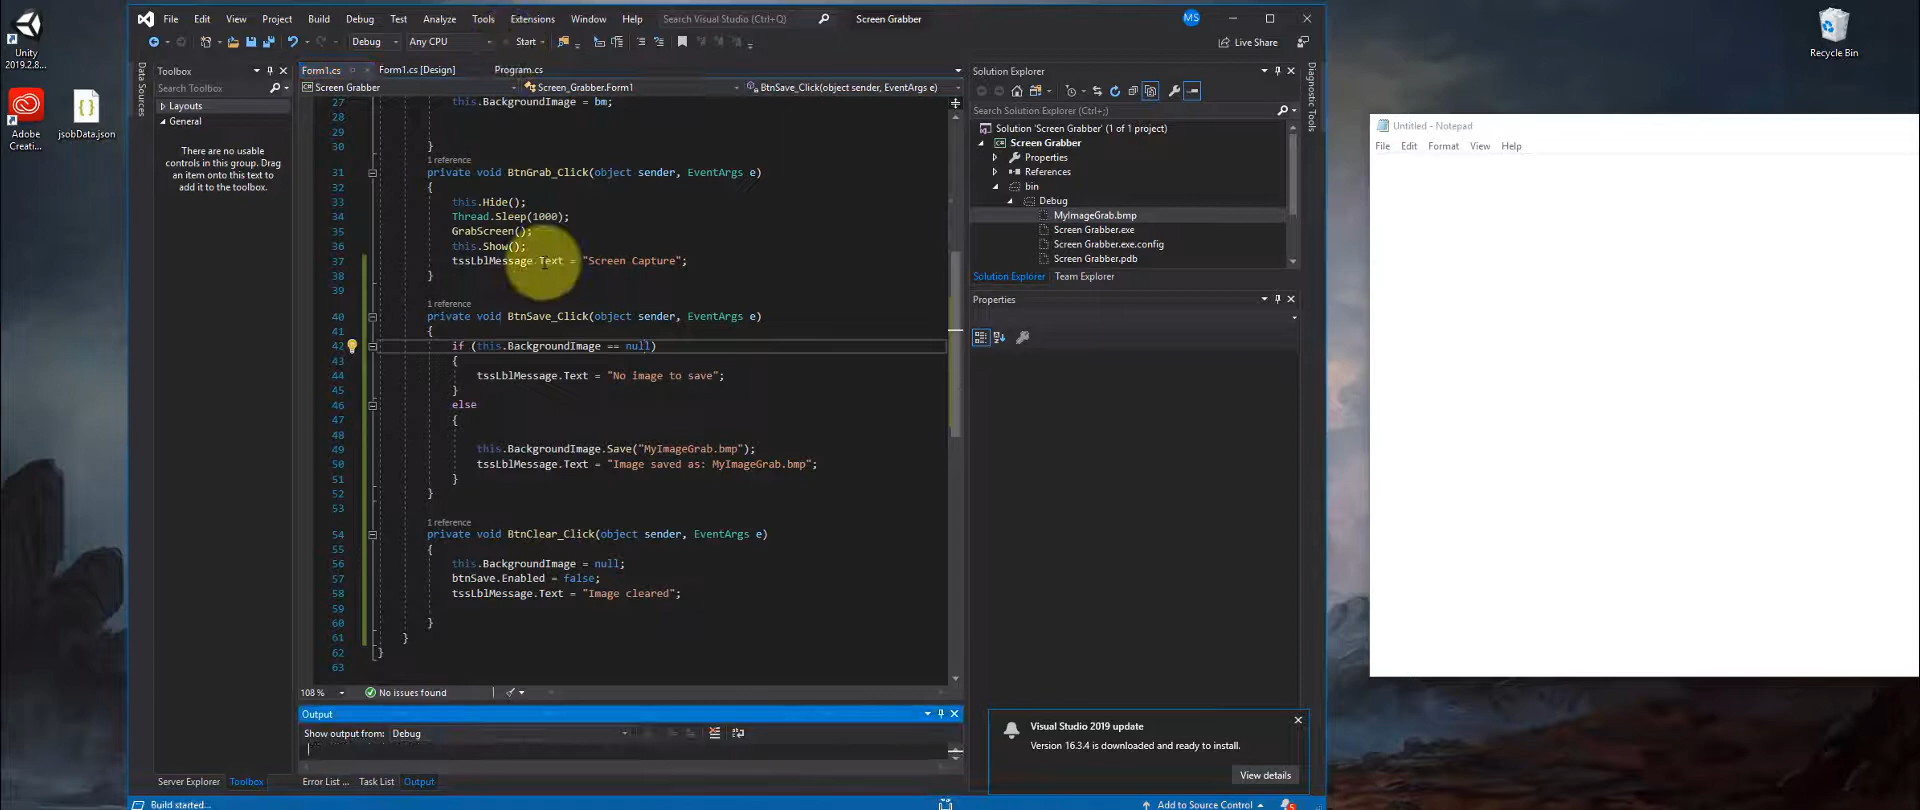 Unity
2019.2.8...
Adobe
Creati...
jsobData.json
File Edit View Project Build Debug Test Analyze Tools Extensions Window Help Search Visual Studio (Ctrl+Q) Screen Grabber MS
Debug Any CPU Start Live Share
Data Sources
Toolbox
Search Toolbox
Layouts
General
There are no usable
controls in this group. Drag
an item onto this text to
add it to the toolbox.
Form1.cs Form1.cs [Design] Program.cs
Screen Grabber Screen_Grabber.Form1 BtnSave_Click(object sender, EventArgs e)
27 this.BackgroundImage = bm;
28
29
30 }
1 reference
31 private void BtnGrab_Click(object sender, EventArgs e)
32 {
33 this.Hide();
34 Thread.Sleep(1000);
35 GrabScreen();
36 this.Show();
37 tssLblMessage.Text = "Screen Capture";
38 }
39
1 reference
40 private void BtnSave_Click(object sender, EventArgs e)
41 {
42 if (this.BackgroundImage == null)
43 {
44 tssLblMessage.Text = "No image to save";
45 }
46 else
47 {
48
49 this.BackgroundImage.Save("MyImageGrab.bmp");
50 tssLblMessage.Text = "Image saved as: MyImageGrab.bmp";
51 }
52 }
53
1 reference
54 private void BtnClear_Click(object sender, EventArgs e)
55 {
56 this.BackgroundImage = null;
57 btnSave.Enabled = false;
58 tssLblMessage.Text = "Image cleared";
59
60 }
61 }
62 }
63
108 % No issues found
Output
Show output from: Debug
Server Explorer Toolbox Error List ... Task List Output
Build started... Add to Source Control 5
Solution Explorer
Search Solution Explorer (Ctrl+;)
Solution 'Screen Grabber' (1 of 1 project)
Screen Grabber
Properties
References
bin
Debug
MyImageGrab.bmp
Screen Grabber.exe
Screen Grabber.exe.config
Screen Grabber.pdb
Solution Explorer Team Explorer
Properties
Diagnostic Tools
Visual Studio 2019 update
Version 16.3.4 is downloaded and ready to install.
View details
Untitled - Notepad
File Edit Format View Help
Recycle Bin